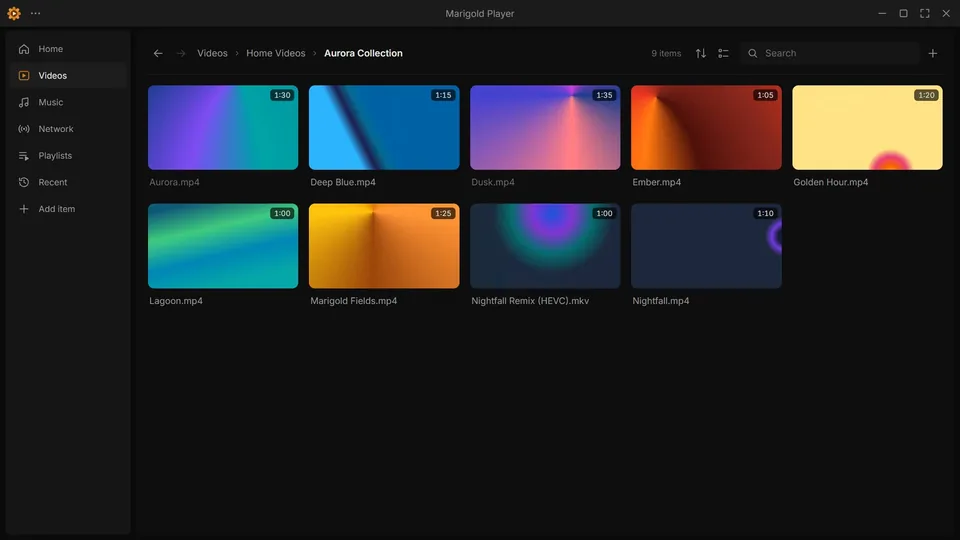 Marigold Player
Home
Videos
Music
Network
Playlists
Recent
Add item
Videos > Home Videos > Aurora Collection
9 items
Search
1:30
1:15
1:35
1:05
1:20
Aurora.mp4
Deep Blue.mp4
Dusk.mp4
Ember.mp4
Golden Hour.mp4
1:00
1:25
1:00
1:10
Lagoon.mp4
Marigold Fields.mp4
Nightfall Remix (HEVC).mkv
Nightfall.mp4